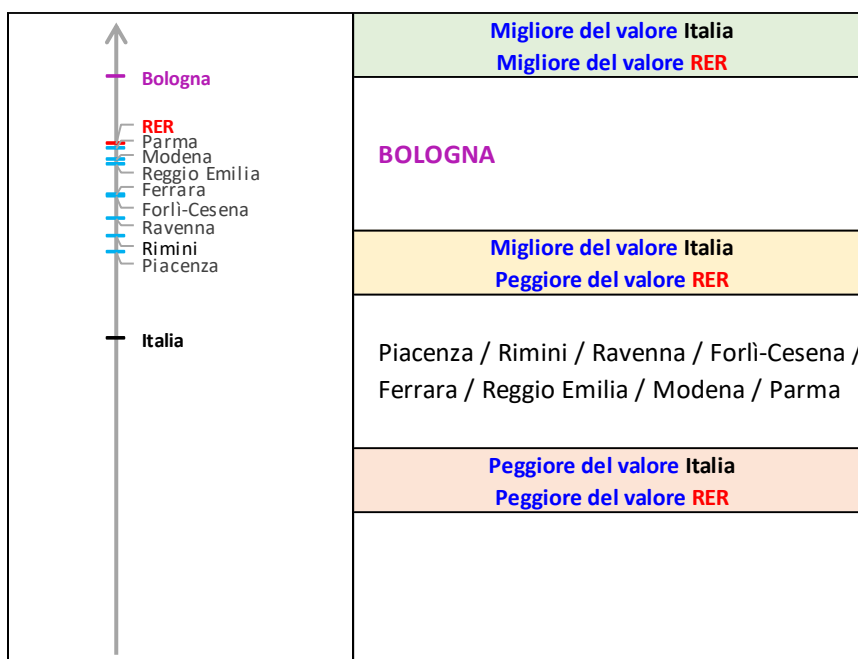 Bologna
RER
Parma
Modena
Reggio Emilia
Ferrara
Forlì-Cesena
Ravenna
Rimini
Piacenza
Italia
Migliore del valore Italia
Migliore del valore RER
BOLOGNA
Migliore del valore Italia
Peggiore del valore RER
Piacenza / Rimini / Ravenna / Forlì-Cesena /
Ferrara / Reggio Emilia / Modena / Parma
Peggiore del valore Italia
Peggiore del valore RER